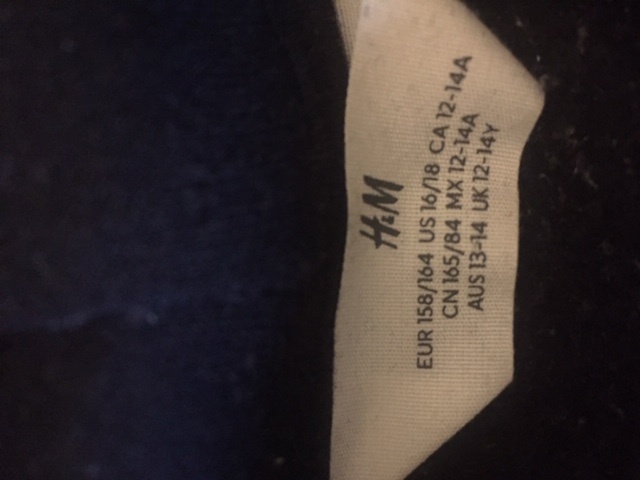 H&M
EUR 158/164 US 16/18 CA 12-14A
CN 165/84 MX 12-14A
AUS 13-14 UK 12-14Y